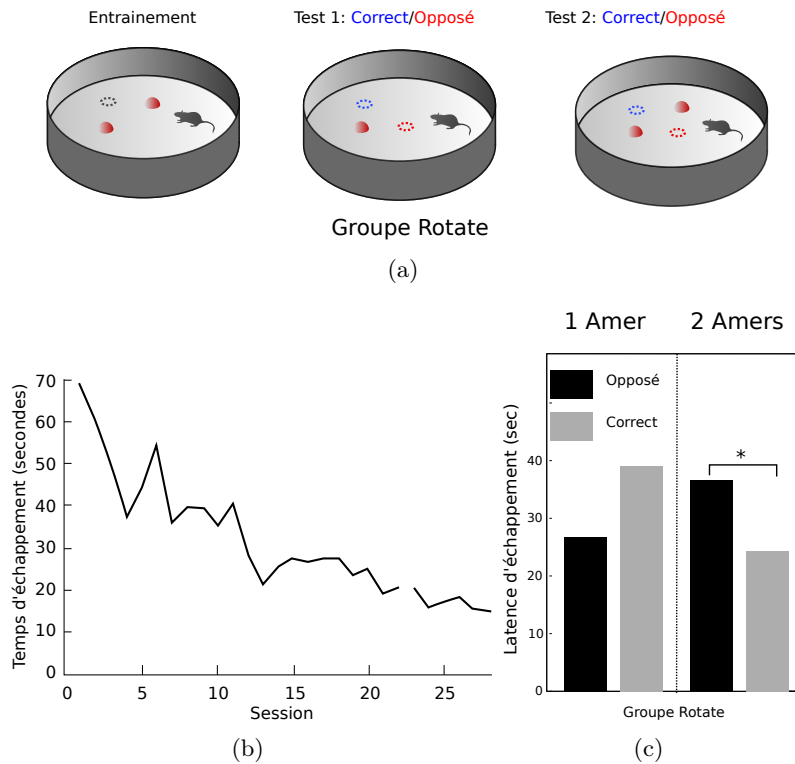 Entrainement
Test 1: Correct/Opposé
Test 2: Correct/Opposé
Groupe Rotate
(a)
Temps d'échappement (secondes)
70
60
50
40
30
20
10
0
0
5
10
15
20
25
Session
(b)
1 Amer
2 Amers
Opposé
Correct
*
Latence d'échappement (sec)
40
30
20
10
0
Groupe Rotate
(c)